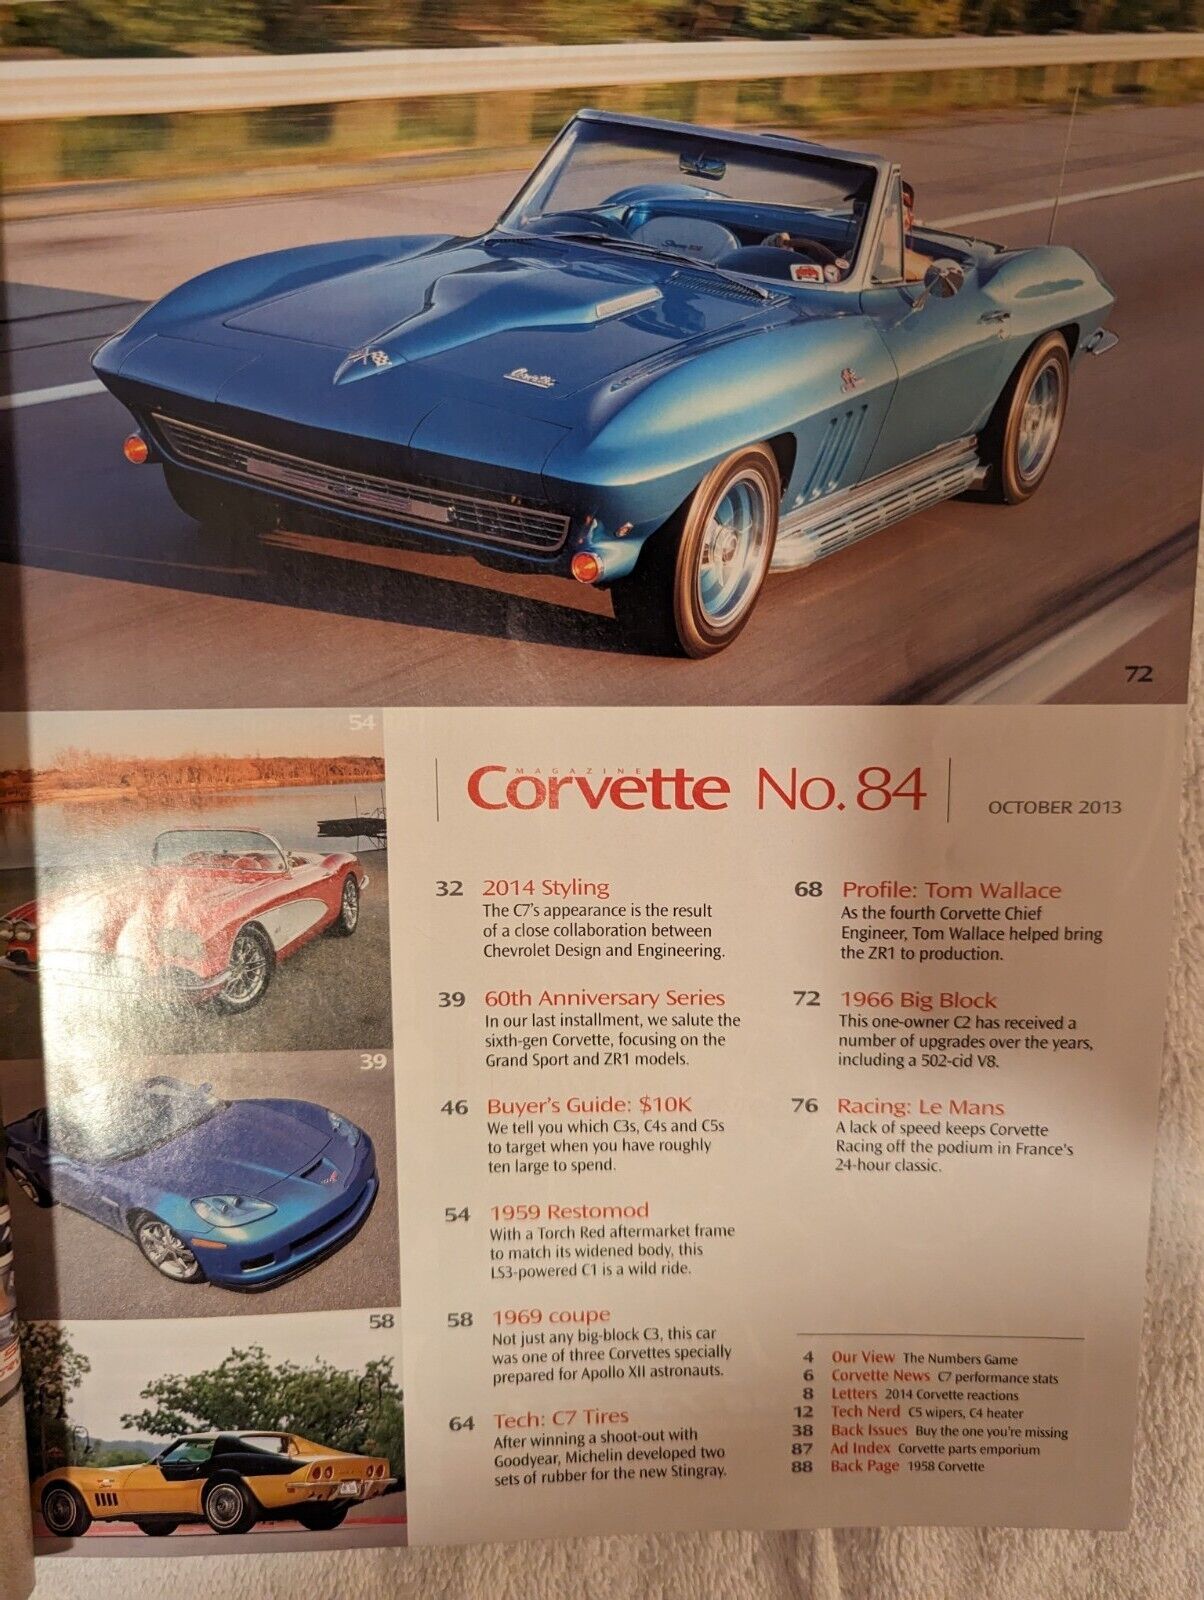 Corvette
72
54
39
58
MAGAZINE
Corvette No. 84
OCTOBER 2013
32 2014 Styling
The C7's appearance is the result
of a close collaboration between
Chevrolet Design and Engineering.
39 60th Anniversary Series
In our last installment, we salute the
sixth-gen Corvette, focusing on the
Grand Sport and ZR1 models.
46 Buyer's Guide: $10K
We tell you which C3s, C4s and C5s
to target when you have roughly
ten large to spend.
54 1959 Restomod
With a Torch Red aftermarket frame
to match its widened body, this
LS3-powered C1 is a wild ride.
58 1969 coupe
Not just any big-block C3, this car
was one of three Corvettes specially
prepared for Apollo XII astronauts.
64 Tech: C7 Tires
After winning a shoot-out with
Goodyear, Michelin developed two
sets of rubber for the new Stingray.
68 Profile: Tom Wallace
As the fourth Corvette Chief
Engineer, Tom Wallace helped bring
the ZR1 to production.
72 1966 Big Block
This one-owner C2 has received a
number of upgrades over the years,
including a 502-cid V8.
76 Racing: Le Mans
A lack of speed keeps Corvette
Racing off the podium in France's
24-hour classic.
4 Our View The Numbers Game
6 Corvette News C7 performance stats
8 Letters 2014 Corvette reactions
12 Tech Nerd C5 wipers, C4 heater
38 Back Issues Buy the one you're missing
87 Ad Index Corvette parts emporium
88 Back Page 1958 Corvette